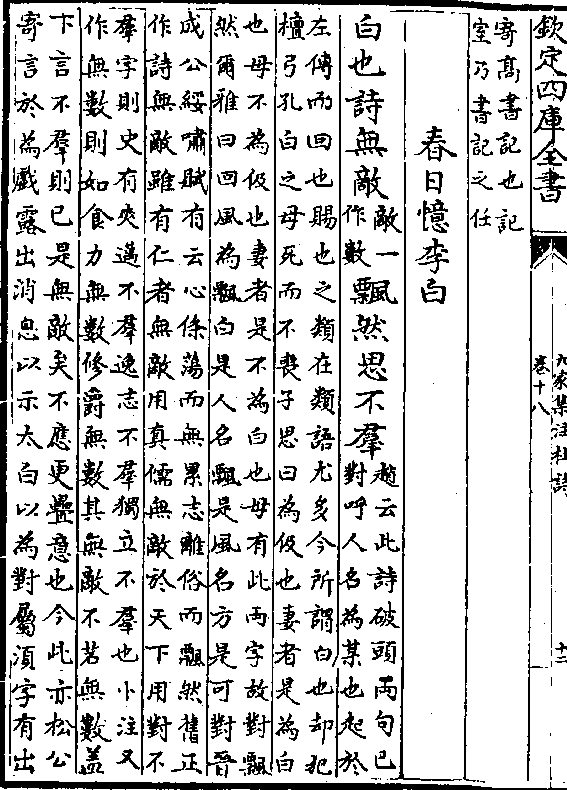 欽定四庫全書
九家集注杜詩
卷十八
十二
寄高書記也記
室乃書記之任
春日憶李白
白也詩無敵敵一作數飄然思不羣趙云此詩破頭兩句已
對呼人名為某也起於
左傳而回也賜也之類在類語尤多今所謂白也却犯
檀弓孔白之母死而不喪子思曰為伋也妻者是為白
也母不為伋也妻者是不為白也母有此兩字故對飄
然爾雅曰回風為飄白是人名飄是風名方是可對晉
成公綏嘯賦有云心滌蕩而無累志離俗而飄然舊正
作詩無敵雖有仁者無敵用真儒無敵於天下用對不
羣字則史有爽邁不羣逸志不羣獨立不羣也小注又
作無數則如食力無數修爵無數其無敵不若無數盖
下言不羣則已是無敵矣不應更疊意也今此亦松公
寄言於為戲露出消息以示太白以為對屬須字有出